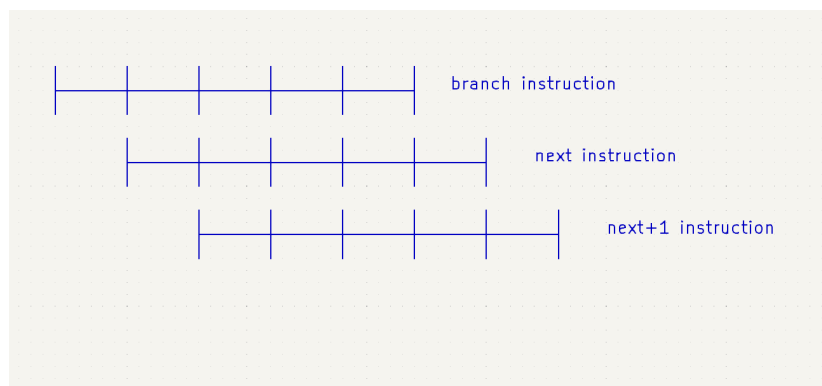 branch instruction
next instruction
next+1 instruction